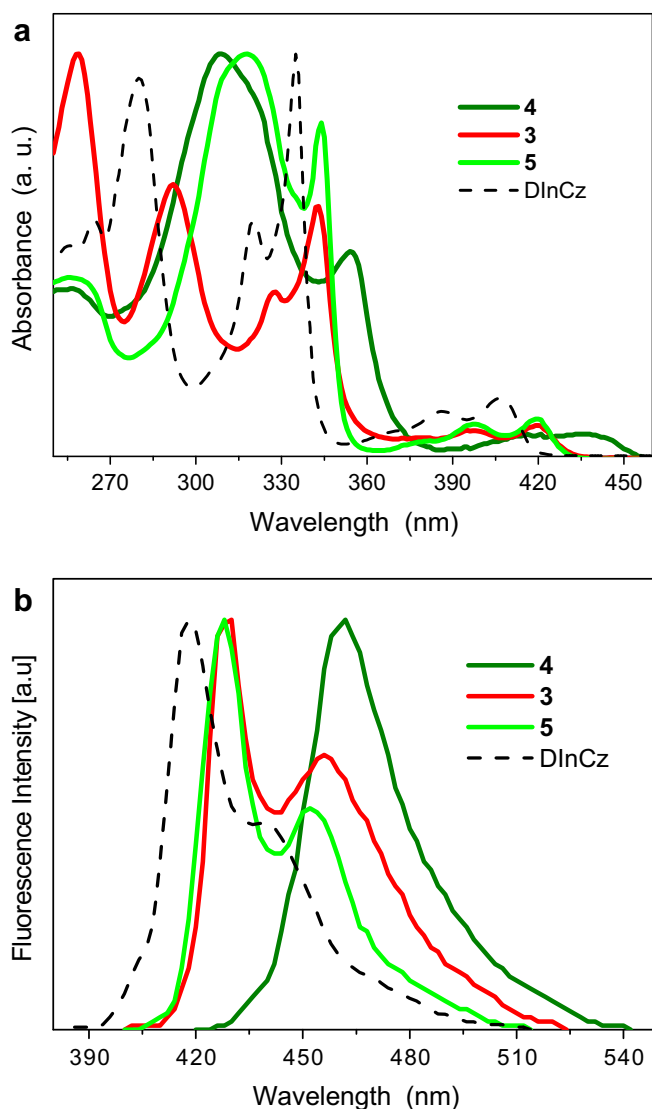 a
Absorbance (a. u.)
4
3
5
DInCz
270 300 330 360 390 420 450
Wavelength (nm)
b
Fluorescence Intensity [a.u]
4
3
5
DInCz
390 420 450 480 510 540
Wavelength (nm)